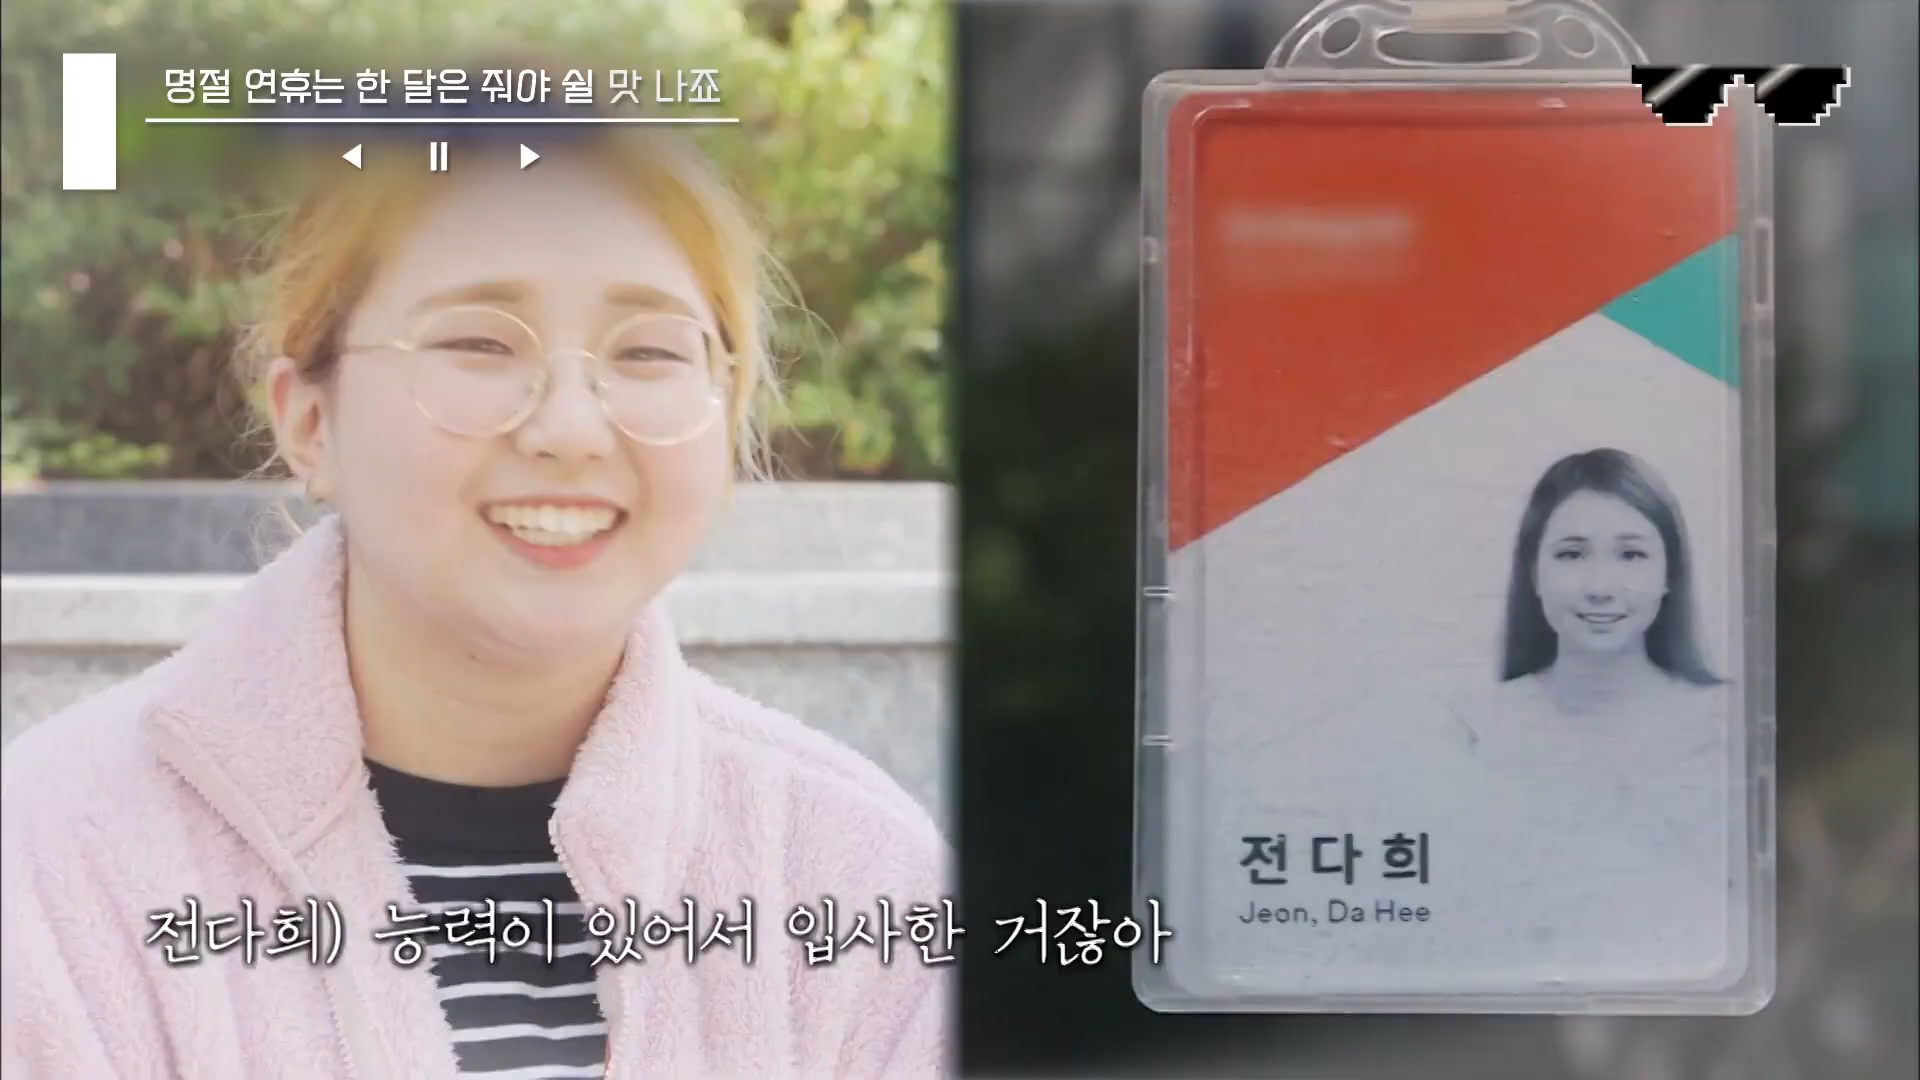 명절 연휴는 한 달은 줘야 쉴 맛 나죠
전다희
Jeon, Da Hee
전다희) 능력이 있어서 입사한 거잖아